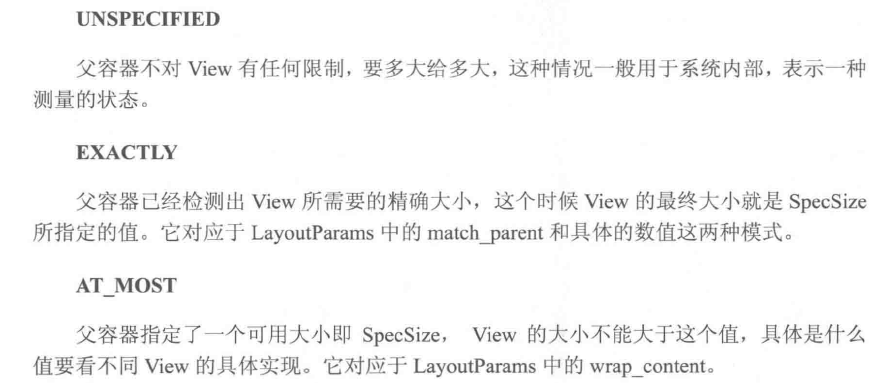 UNSPECIFIED
父容器不对 View 有任何限制，要多大给多大，这种情况一般用于系统内部，表示一种
测量的状态。
EXACTLY
父容器已经检测出 View 所需要的精确大小，这个时候 View 的最终大小就是 SpecSize
所指定的值。它对应于 LayoutParams 中的 match_parent 和具体的数值这两种模式。
AT_MOST
父容器指定了一个可用大小即 SpecSize， View 的大小不能大于这个值，具体是什么
值要看不同 View 的具体实现。它对应于 LayoutParams 中的 wrap_content。